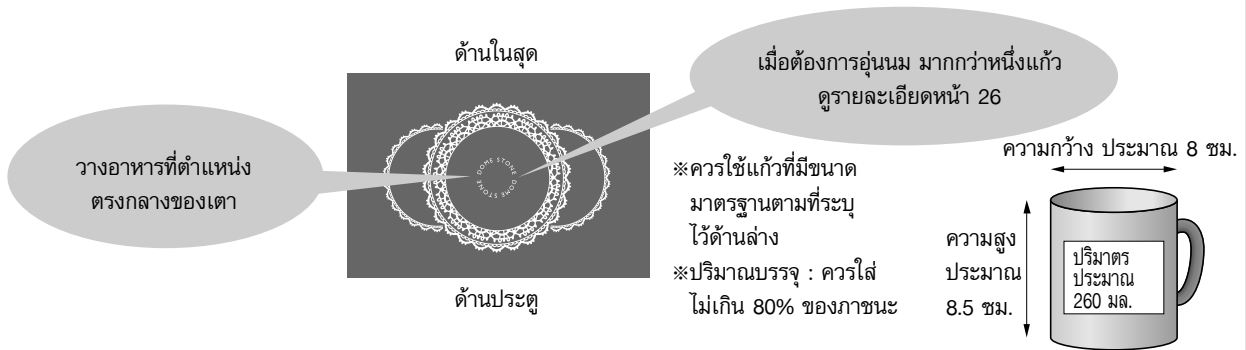 ด้านในสุด
เมื่อต้องการอุ่นนม มากกว่าหนึ่งแก้ว
ดูรายละเอียดหน้า 26
วางอาหารที่ตำแหน่ง
ตรงกลางของเตา
DOME STONE DOME STONE
ด้านประตู
※ควรใช้แก้วที่มีขนาด
มาตรฐานตามที่ระบุ
ไว้ด้านล่าง
※ปริมาณบรรจุ : ควรใส่
ไม่เกิน 80% ของภาชนะ
ความกว้าง ประมาณ 8 ซม.
ความสูง
ประมาณ
8.5 ซม.
ปริมาตร
ประมาณ
260 มล.